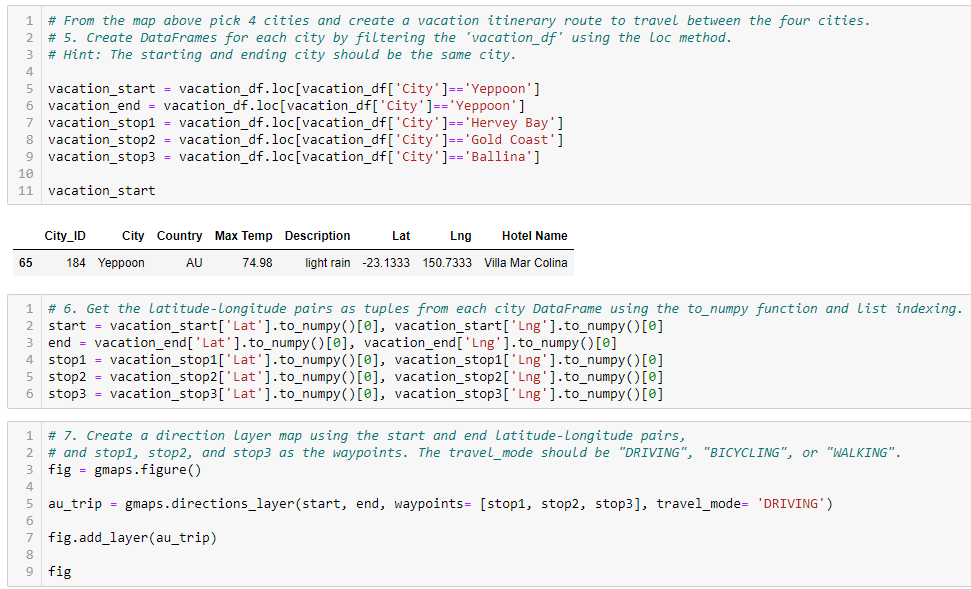 1 # From the map above pick 4 cities and create a vacation itinerary route to travel between the four cities.
2 # 5. Create DataFrames for each city by filtering the 'vacation_df' using the loc method.
3 # Hint: The starting and ending city should be the same city.
4
5 vacation_start = vacation_df.loc[vacation_df['City']=='Yeppoon']
6 vacation_end = vacation_df.loc[vacation_df['City']=='Yeppoon']
7 vacation_stop1 = vacation_df.loc[vacation_df['City']=='Hervey Bay']
8 vacation_stop2 = vacation_df.loc[vacation_df['City']=='Gold Coast']
9 vacation_stop3 = vacation_df.loc[vacation_df['City']=='Ballina']
10
11 vacation_start
City_ID City Country Max Temp Description Lat Lng Hotel Name
65 184 Yeppoon AU 74.98 light rain -23.1333 150.7333 Villa Mar Colina
1 # 6. Get the latitude-longitude pairs as tuples from each city DataFrame using the to_numpy function and list indexing.
2 start = vacation_start['Lat'].to_numpy()[0], vacation_start['Lng'].to_numpy()[0]
3 end = vacation_end['Lat'].to_numpy()[0], vacation_end['Lng'].to_numpy()[0]
4 stop1 = vacation_stop1['Lat'].to_numpy()[0], vacation_stop1['Lng'].to_numpy()[0]
5 stop2 = vacation_stop2['Lat'].to_numpy()[0], vacation_stop2['Lng'].to_numpy()[0]
6 stop3 = vacation_stop3['Lat'].to_numpy()[0], vacation_stop3['Lng'].to_numpy()[0]
1 # 7. Create a direction layer map using the start and end latitude-longitude pairs,
2 # and stop1, stop2, and stop3 as the waypoints. The travel_mode should be "DRIVING", "BICYCLING", or "WALKING".
3 fig = gmaps.figure()
4
5 au_trip = gmaps.directions_layer(start, end, waypoints= [stop1, stop2, stop3], travel_mode= 'DRIVING')
6
7 fig.add_layer(au_trip)
8
9 fig